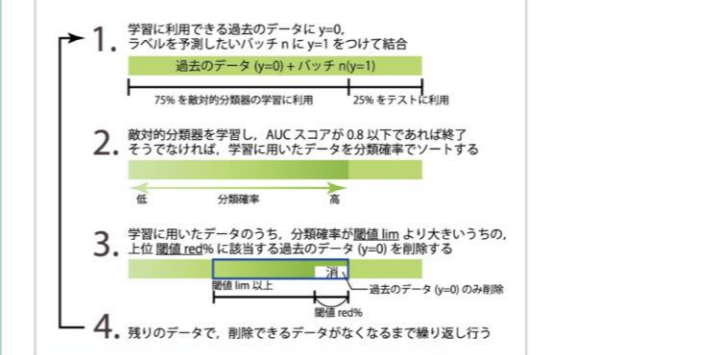 1. 学習に利用できる過去のデータに y=0,
ラベルを予測したいバッチ n に y=1 をつけて結合
過去のデータ (y=0) + バッチ n(y=1)
75% を敵対的分類器の学習に利用 25% をテストに利用
2. 敵対的分類器を学習し，AUC スコアが 0.8 以下であれば終了
そうでなければ，学習に用いたデータを分類確率でソートする
低 分類確率 高
3. 学習に用いたデータのうち，分類確率が閾値 lim より大きいうちの，
上位 閾値 red% に該当する過去のデータ (y=0) を削除する
消
閾値 lim 以上 過去のデータ (y=0) のみ削除
閾値 red%
4. 残りのデータで，削除できるデータがなくなるまで繰り返し行う